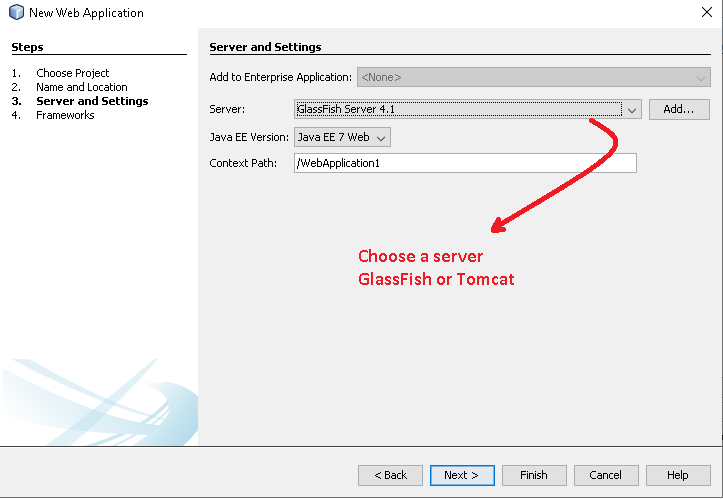 New Web Application
Steps
1. Choose Project
2. Name and Location
3. Server and Settings
4. Frameworks
Server and Settings
Add to Enterprise Application: <None>
Server: GlassFish Server 4.1 Add...
Java EE Version: Java EE 7 Web
Context Path: /WebApplication1
Choose a server
GlassFish or Tomcat
< Back Next > Finish Cancel Help